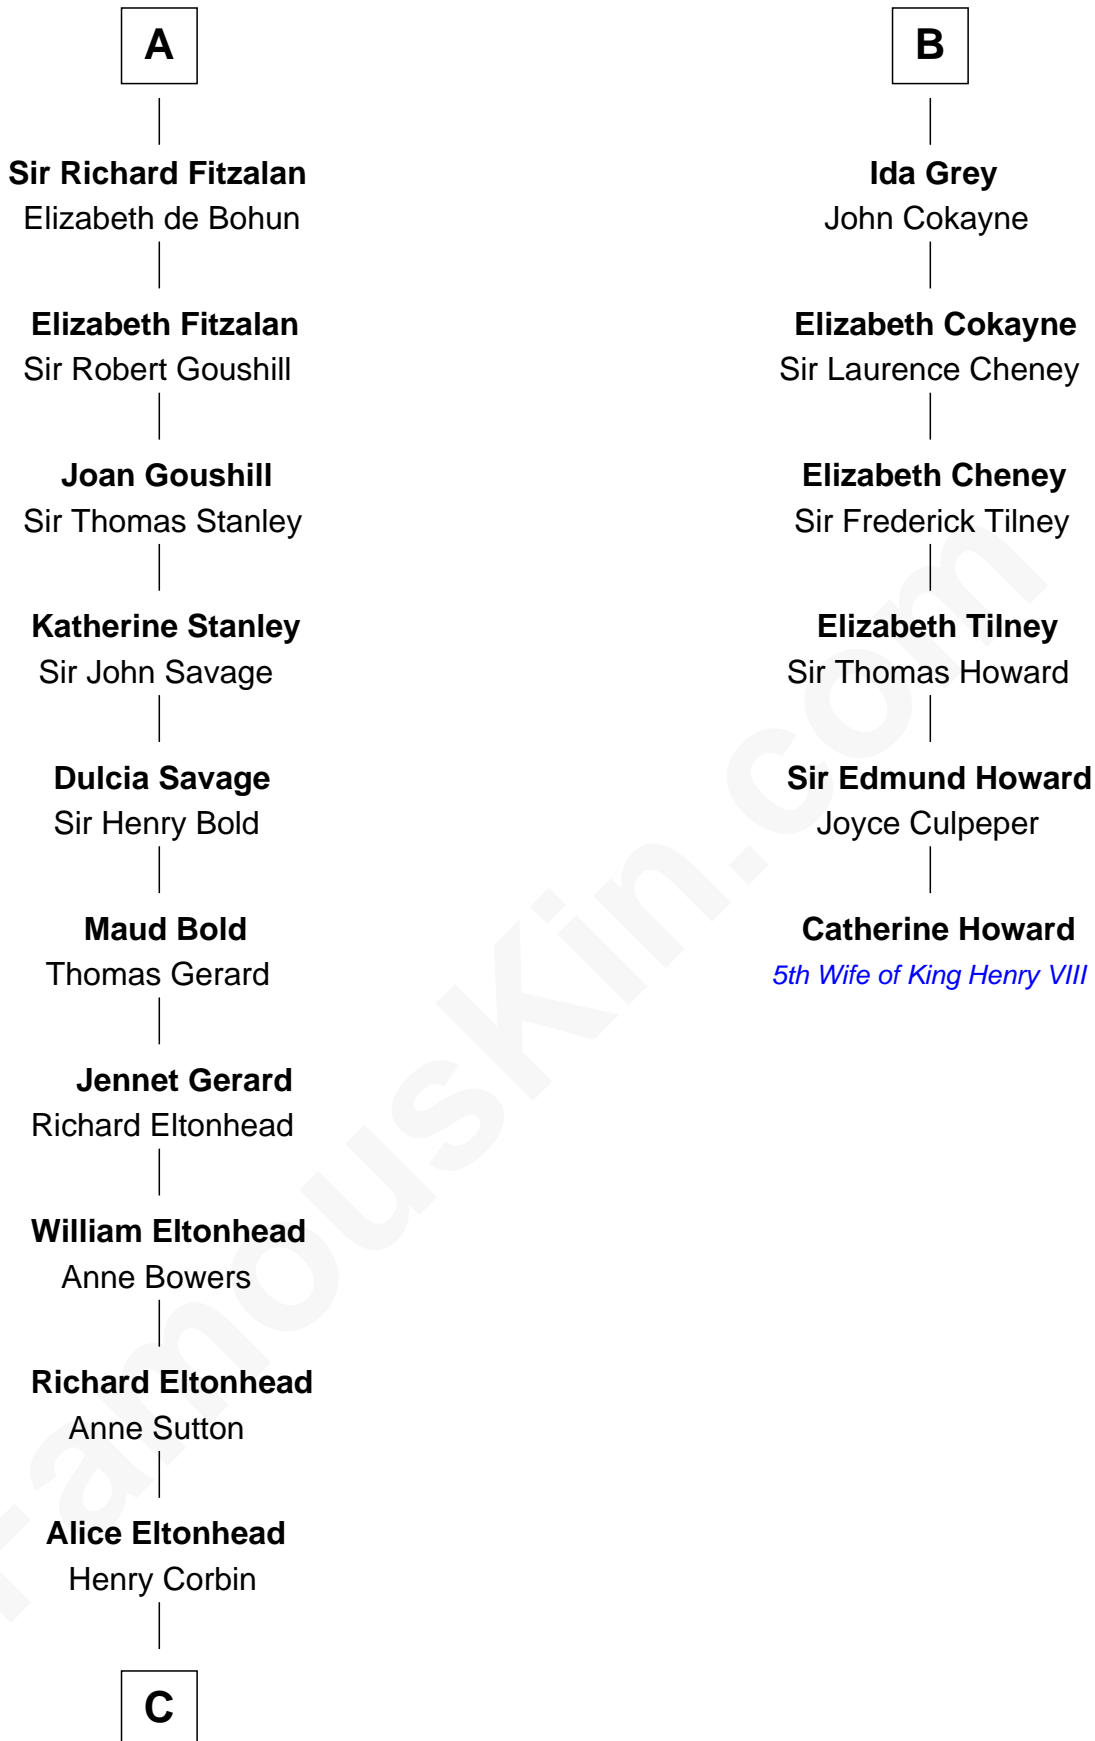 A
Sir Richard Fitzalan
Elizabeth de Bohun
Elizabeth Fitzalan
Sir Robert Goushill
Joan Goushill
Sir Thomas Stanley
Katherine Stanley
Sir John Savage
Dulcia Savage
Sir Henry Bold
Maud Bold
Thomas Gerard
Jennet Gerard
Richard Eltonhead
William Eltonhead
Anne Bowers
Richard Eltonhead
Anne Sutton
Alice Eltonhead
Henry Corbin
C
B
Ida Grey
John Cokayne
Elizabeth Cokayne
Sir Laurence Cheney
Elizabeth Cheney
Sir Frederick Tilney
Elizabeth Tilney
Sir Thomas Howard
Sir Edmund Howard
Joyce Culpeper
Catherine Howard
5th Wife of King Henry VIII
FamousKin.com